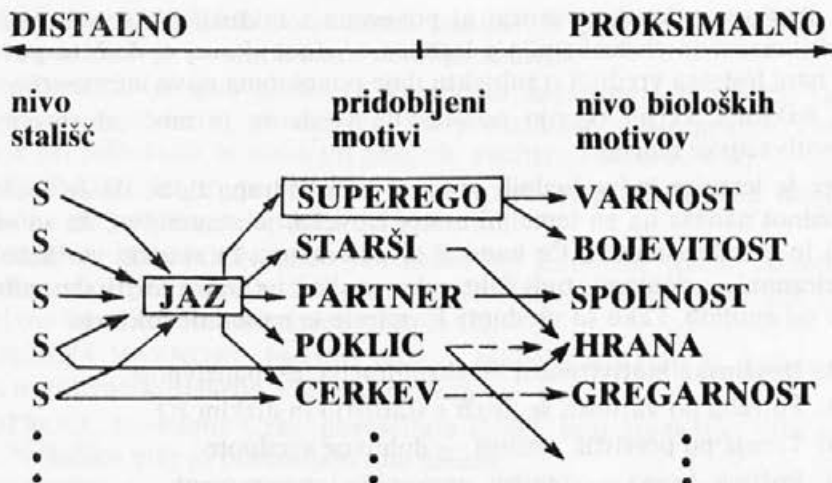 DISTALNO PROKSIMALNO
nivo pridobljeni nivo bioloških
stališč motivi motivov
S SUPEREGO VARNOST
S STARŠI BOJEVITOST
S JAZ PARTNER SPOLNOST
S POKLIC HRANA
S CERKEV GREGARNOST